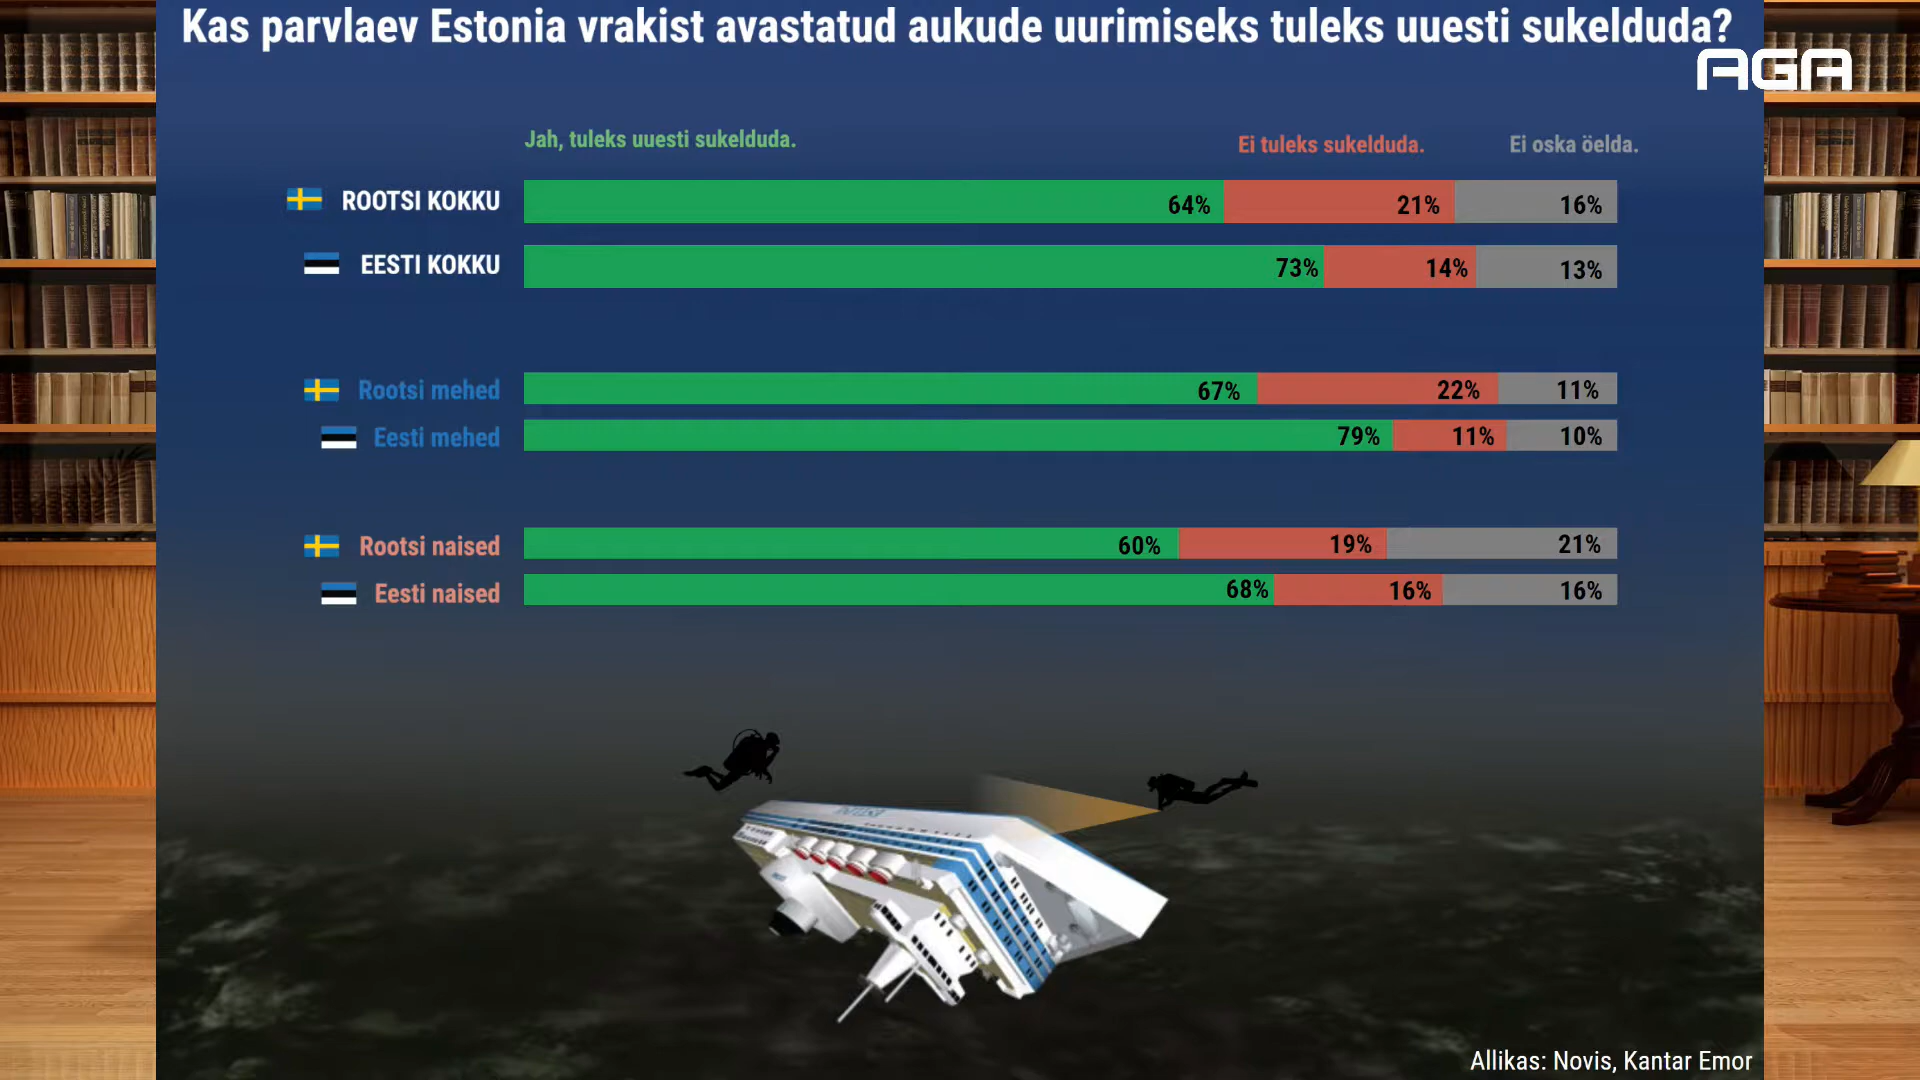 Kas parvlaev Estonia vrakist avastatud aukude uurimiseks tuleks uuesti sukelduda?
AGA
Jah, tuleks uuesti sukelduda.
Ei tuleks sukelduda.
Ei oska öelda.
ROOTSI KOKKU 64% 21% 16%
EESTI KOKKU 73% 14% 13%
Rootsi mehed 67% 22% 11%
Eesti mehed 79% 11% 10%
Rootsi naised 60% 19% 21%
Eesti naised 68% 16% 16%
Allikas: Novis, Kantar Emor